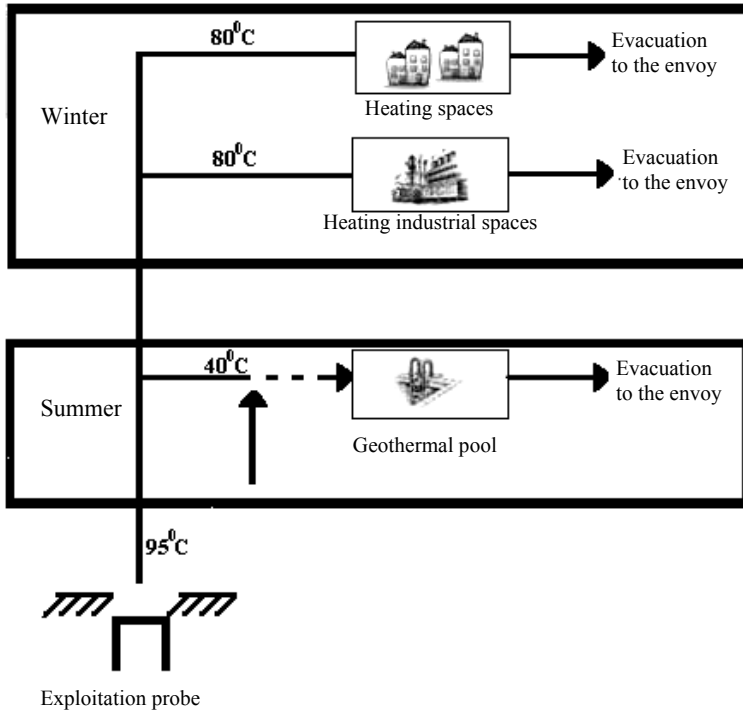 80⁰C
Evacuation
to the envoy
Heating spaces
Winter
80⁰C
Evacuation
to the envoy
Heating industrial spaces
40⁰C
Evacuation
to the envoy
Summer
Geothermal pool
95⁰C
Exploitation probe